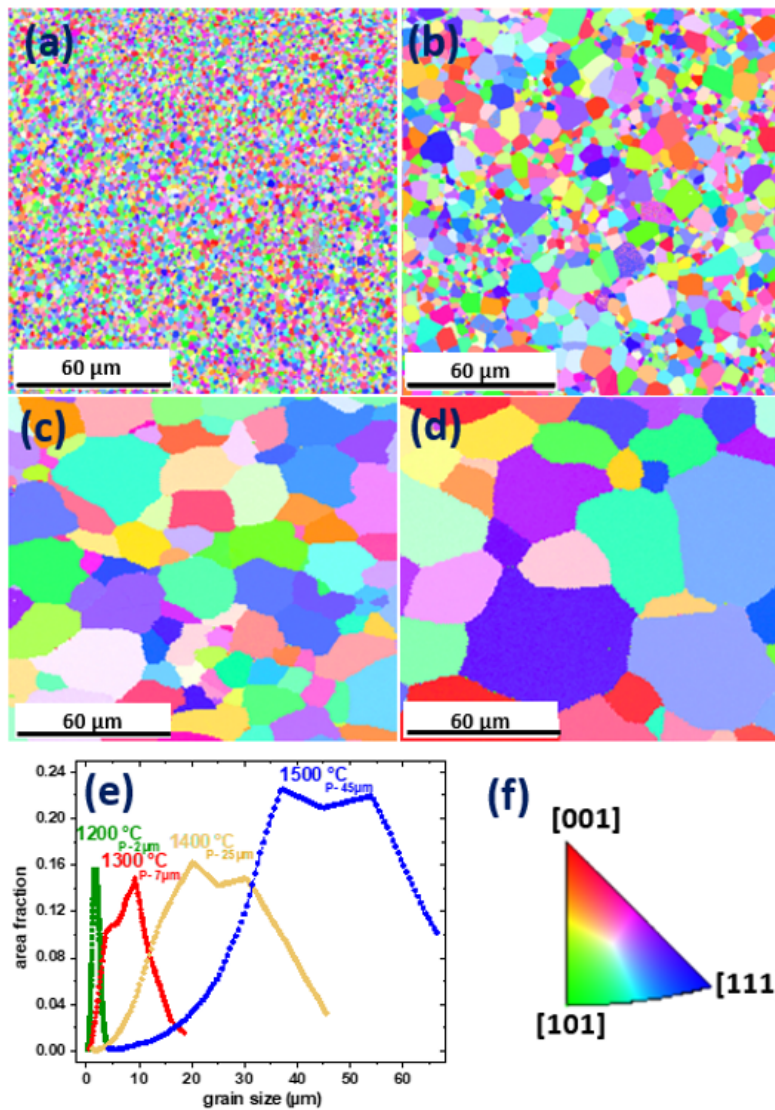 (a)
(b)
60 µm
60 µm
(c)
(d)
60 µm
60 µm
(e)
0.24
0.20
0.16
0.12
0.08
0.04
0.00
area fraction
1200 °C
P - 2µm
1300 °C
P - 7µm
1400 °C
P - 25µm
1500 °C
P - 45µm
0 10 20 30 40 50 60
grain size (µm)
(f)
[001]
[111
[101]